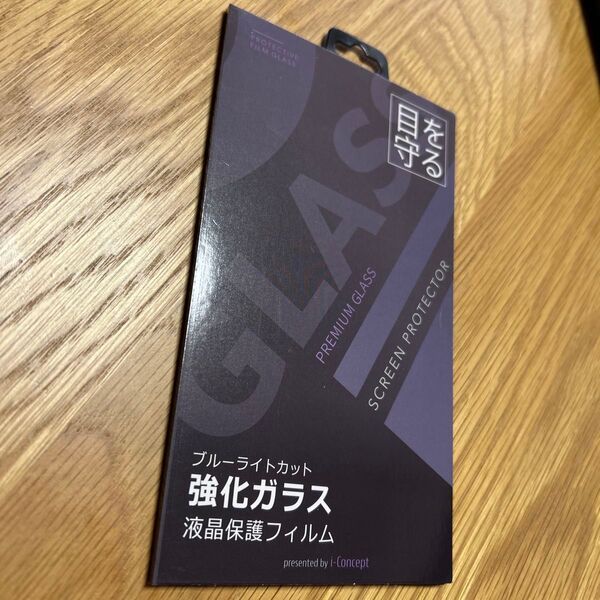 PROTECTIVE
FILM GLASS
目を
守る
GLASS
PREMIUM GLASS
SCREEN PROTECTOR
ブルーライトカット
強化ガラス
液晶保護フィルム
presented by i-Concept